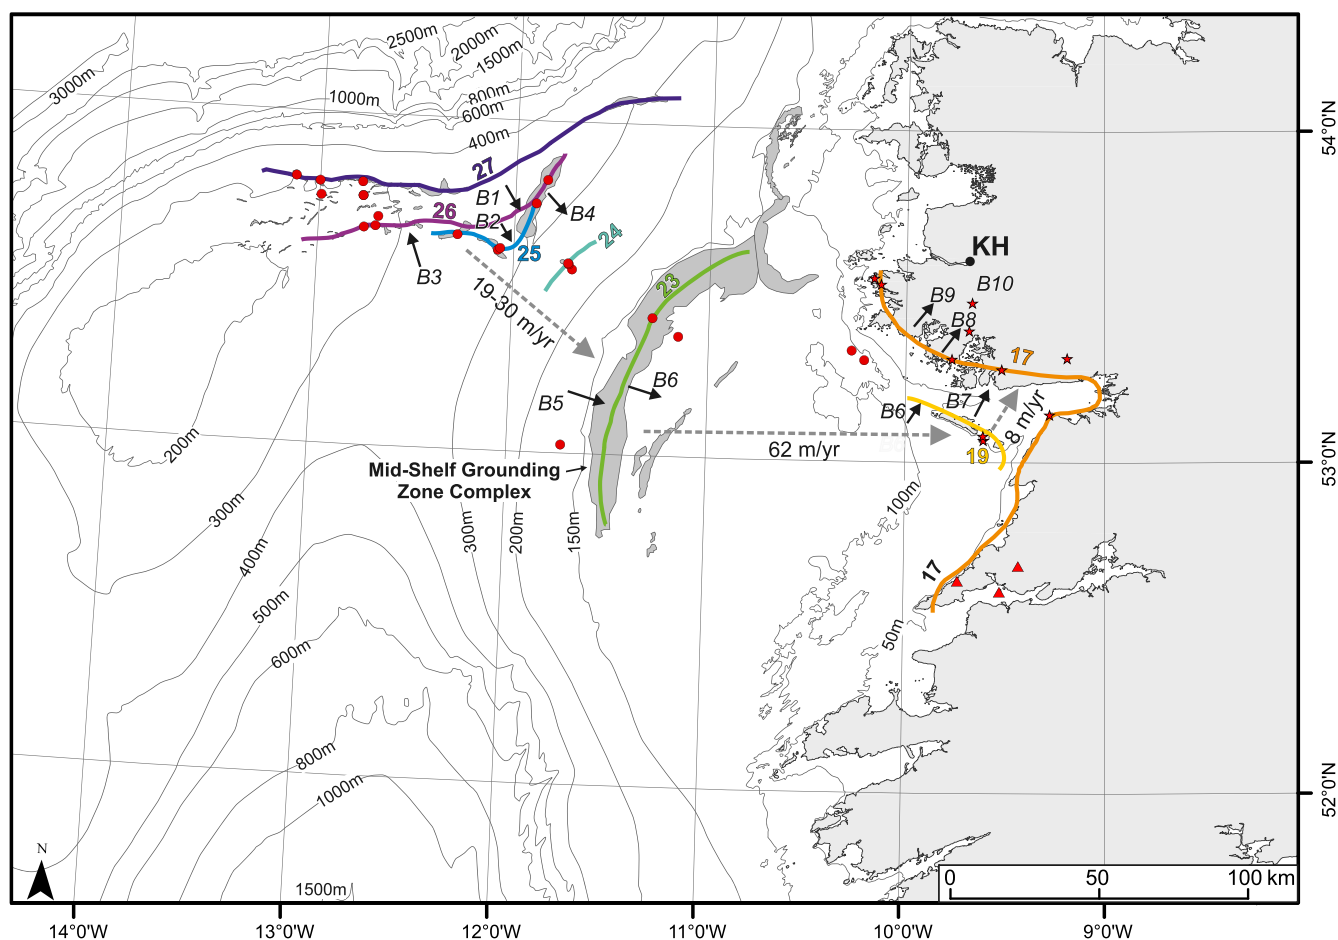 2500m
2000m
1500m
3000m
1000m
800m
600m
400m
54°0'N
27
B1
26
B2
B4
25
24
B3
KH
19-30 m/yr
23
B10
B9
B8
17
B5
B6
B6
B7
8 m/yr
62 m/yr
19
200m
Mid-Shelf Grounding
Zone Complex
53°0'N
100m
300m
300m
200m
150m
400m
17
500m
50m
600m
800m
1000m
52°0'N
N
1500m
0 50 100 km
14°0'W 13°0'W 12°0'W 11°0'W 10°0'W 9°0'W